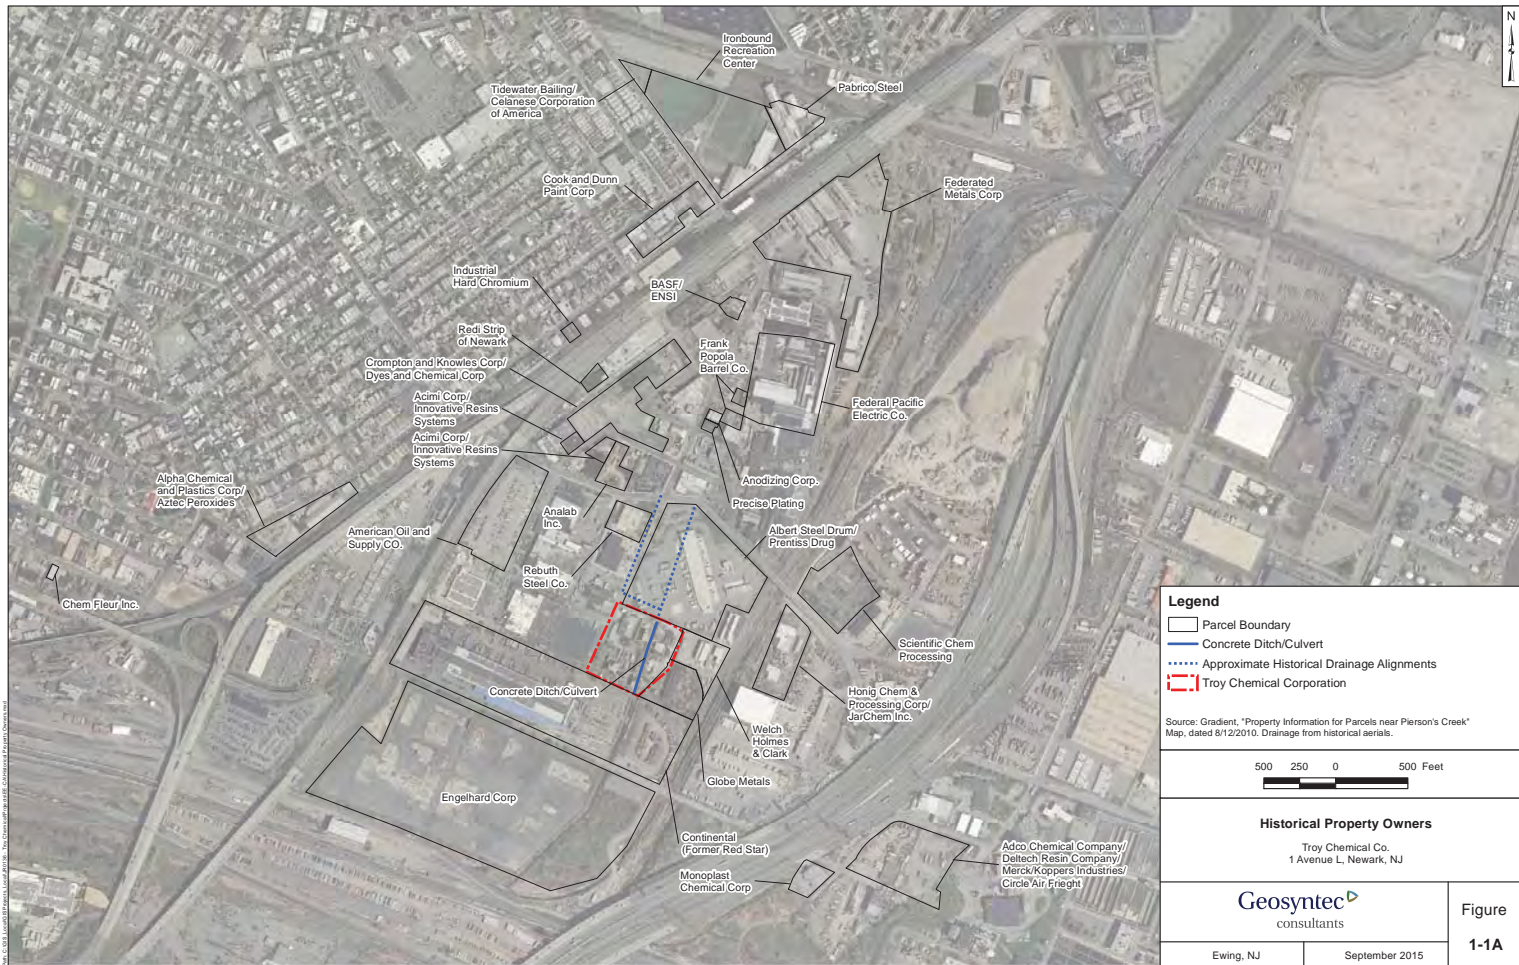 N
Ironbound
Recreation
Center
Tidewater Bailing/
Celanese Corporation
of America
Pabrico Steel
Cook and Dunn
Paint Corp
Federated
Metals Corp
Industrial
Hard Chromium
BASF/
ENSI
Redi Strip
of Newark
Frank
Popola
Barrel Co.
Crompton and Knowles Corp/
Dyes and Chemical Corp
Acimi Corp/
Innovative Resins
Systems
Federal Pacific
Electric Co.
Acimi Corp/
Innovative Resins
Systems
Alpha Chemical
and Plastics Corp/
Aztec Peroxides
Anodizing Corp.
Precise Plating
Analab
Inc.
American Oil and
Supply CO.
Albert Steel Drum/
Prentiss Drug
Rebuth
Steel Co.
Chem Fleur Inc.
Scientific Chem
Processing
Concrete Ditch/Culvert
Honig Chem &
Processing Corp/
JarChem Inc.
Welch
Holmes
& Clark
Globe Metals
Engelhard Corp
Continental
(Former Red Star)
Monoplast
Chemical Corp
Adco Chemical Company/
Deltech Resin Company/
Merck/Koppers Industries/
Circle Air Frieght
Legend
Parcel Boundary
Concrete Ditch/Culvert
Approximate Historical Drainage Alignments
Troy Chemical Corporation
Source: Gradient, "Property Information for Parcels near Pierson's Creek"
Map, dated 8/12/2010. Drainage from historical aerials.
500 250 0 500 Feet
Historical Property Owners
Troy Chemical Co.
1 Avenue L, Newark, NJ
Geosyntec
consultants
Figure
1-1A
Ewing, NJ
September 2015